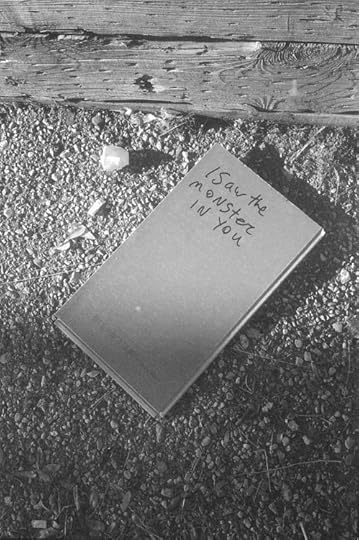 I Saw the
monster
IN YOU